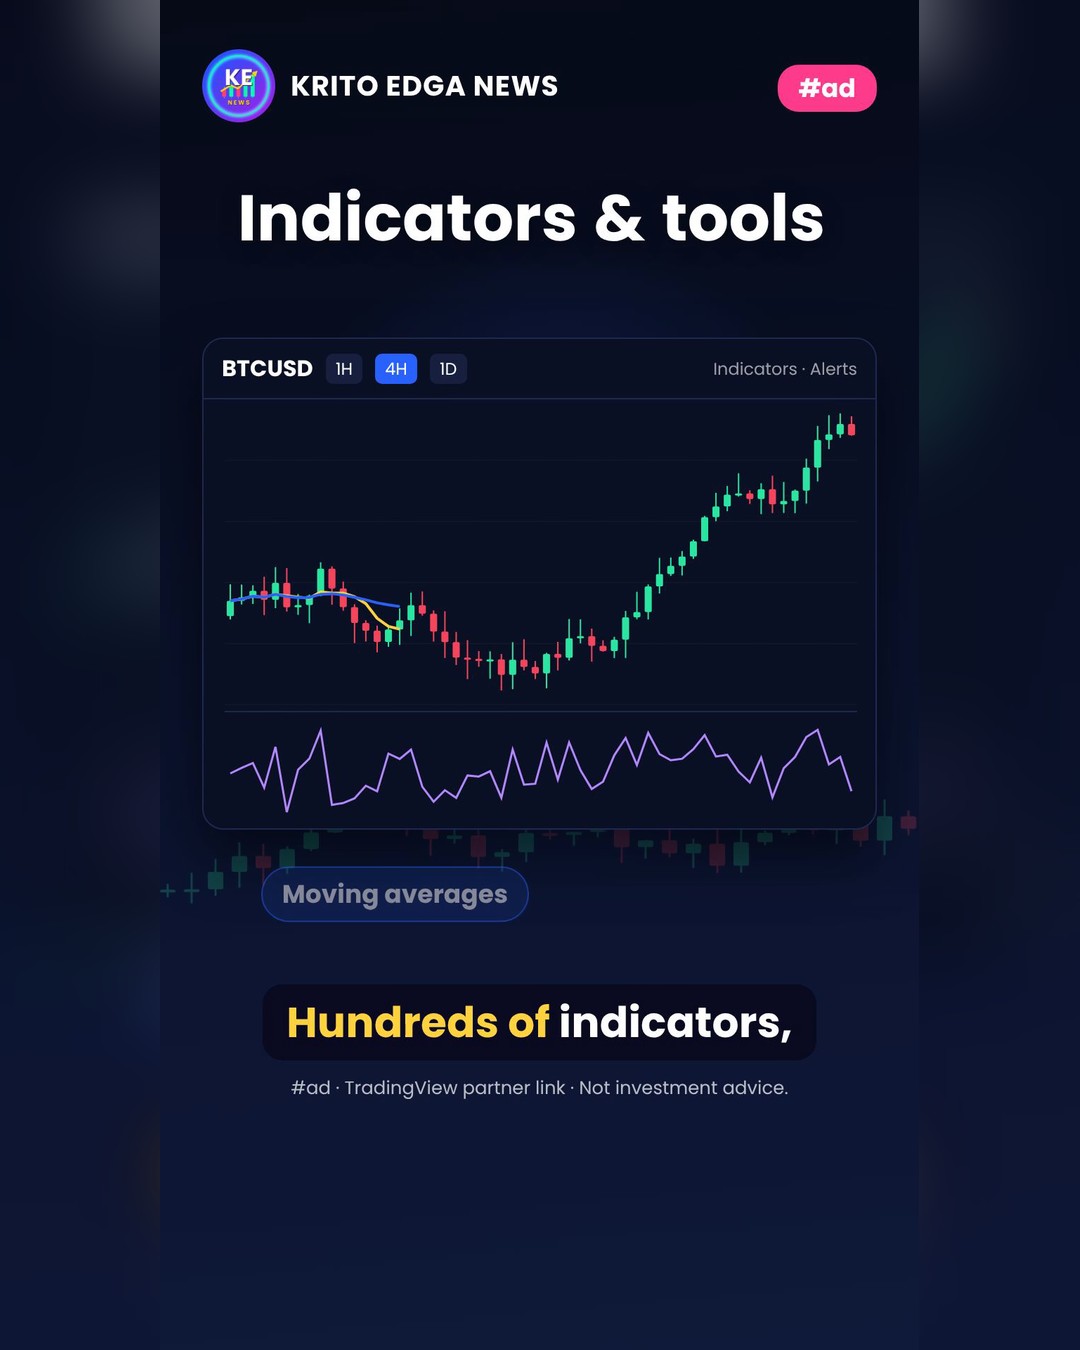 KE
NEWS
KRITO EDGA NEWS
#ad
Indicators & tools
BTCUSD 1H 4H 1D Indicators · Alerts
Moving averages
Hundreds of indicators,
#ad · TradingView partner link · Not investment advice.